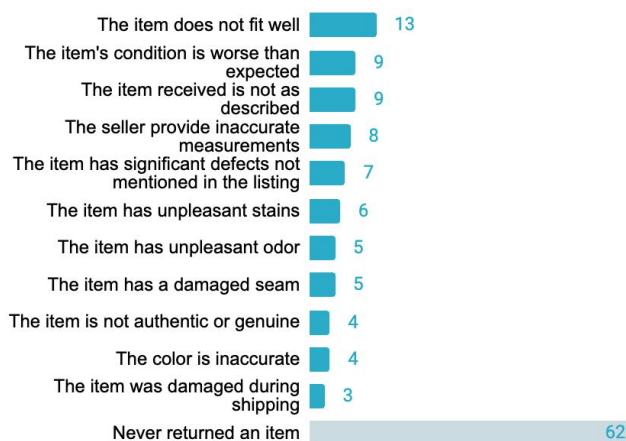 The item does not fit well 13
The item's condition is worse than
expected 9
The item received is not as
described 9
The seller provide inaccurate
measurements 8
The item has significant defects not
mentioned in the listing 7
The item has unpleasant stains 6
The item has unpleasant odor 5
The item has a damaged seam 5
The item is not authentic or genuine 4
The color is inaccurate 4
The item was damaged during
shipping 3
Never returned an item 62